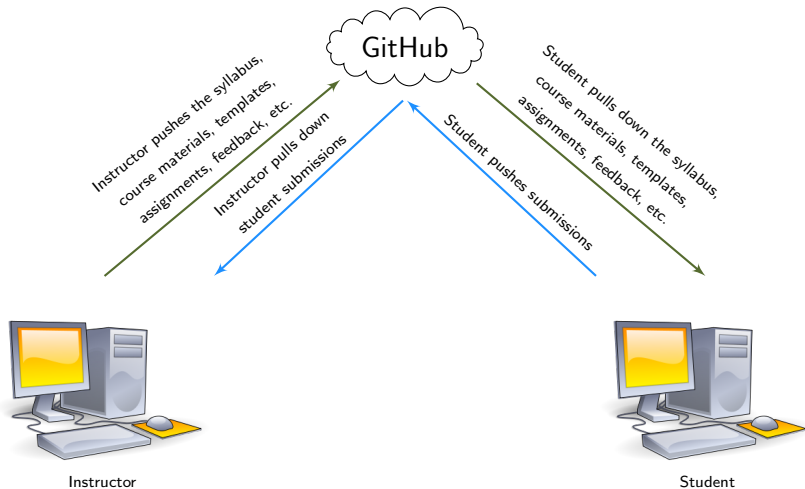 GitHub
Instructor pushes the syllabus,
course materials, templates,
assignments, feedback, etc.
Instructor pulls down
student submissions
Student pushes submissions
Student pulls down the syllabus,
course materials, templates,
assignments, feedback, etc.
Instructor
Student